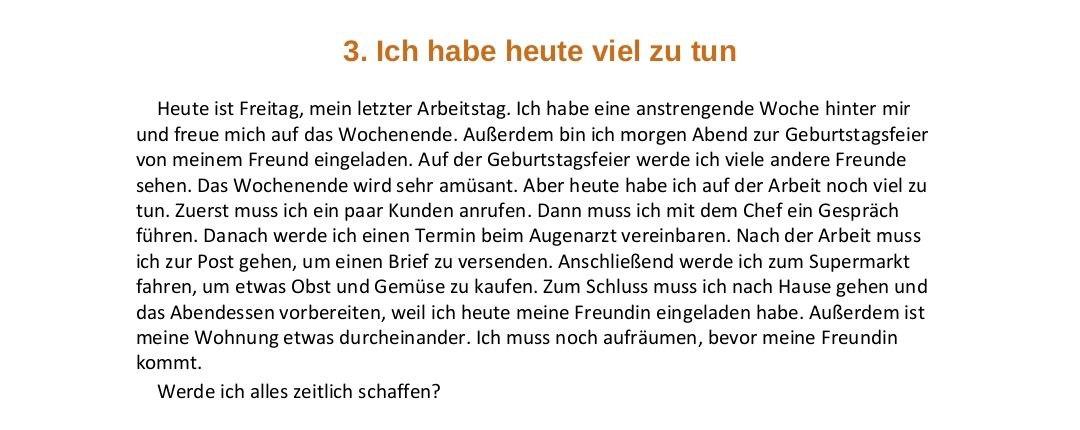 3. Ich habe heute viel zu tun
Heute ist Freitag, mein letzter Arbeitstag. Ich habe eine anstrengende Woche hinter mir
und freue mich auf das Wochenende. Außerdem bin ich morgen Abend zur Geburtstagsfeier
von meinem Freund eingeladen. Auf der Geburtstagsfeier werde ich viele andere Freunde
sehen. Das Wochenende wird sehr amüsant. Aber heute habe ich auf der Arbeit noch viel zu
tun. Zuerst muss ich ein paar Kunden anrufen. Dann muss ich mit dem Chef ein Gespräch
führen. Danach werde ich einen Termin beim Augenarzt vereinbaren. Nach der Arbeit muss
ich zur Post gehen, um einen Brief zu versenden. Anschließend werde ich zum Supermarkt
fahren, um etwas Obst und Gemüse zu kaufen. Zum Schluss muss ich nach Hause gehen und
das Abendessen vorbereiten, weil ich heute meine Freundin eingeladen habe. Außerdem ist
meine Wohnung etwas durcheinander. Ich muss noch aufräumen, bevor meine Freundin
kommt.
Werde ich alles zeitlich schaffen?